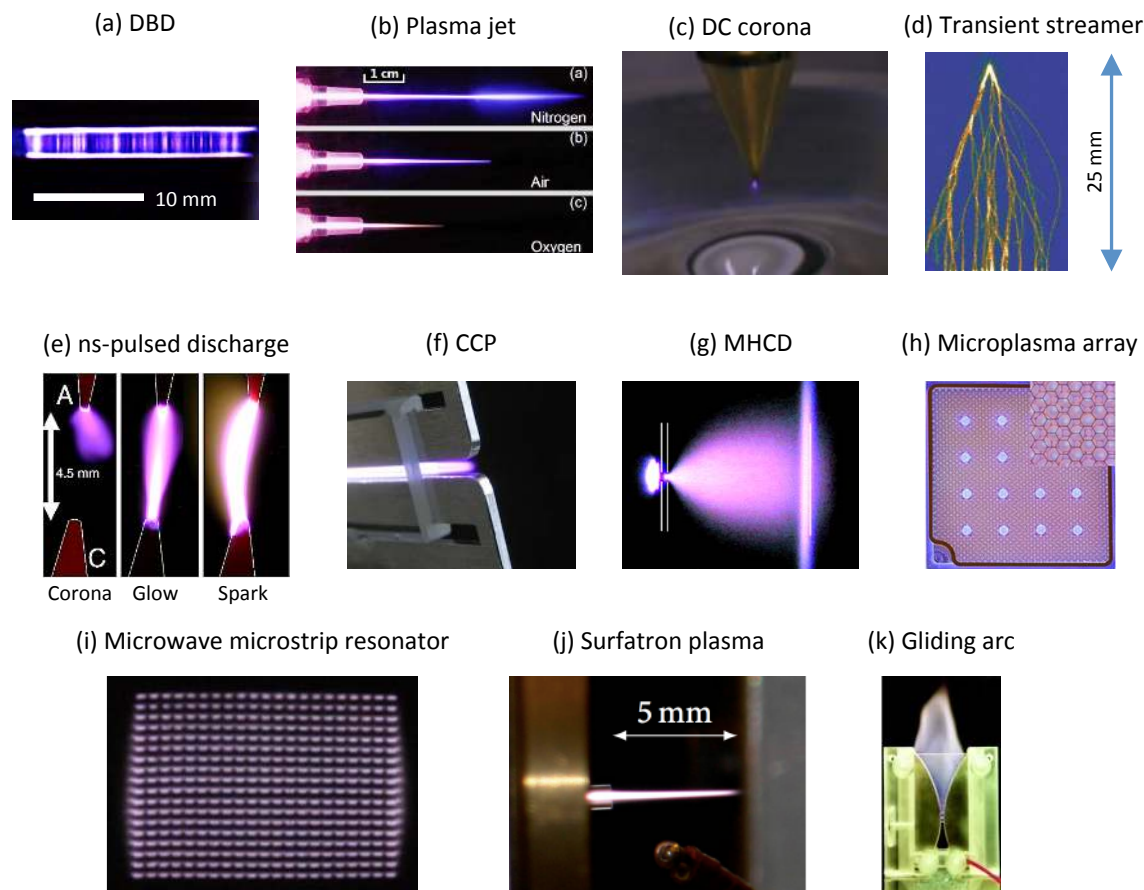 (a) DBD
(b) Plasma jet
(c) DC corona
(d) Transient streamer
10 mm
1 cm
(a)
Nitrogen
(b)
Air
(c)
Oxygen
25 mm
(e) ns-pulsed discharge
(f) CCP
(g) MHCD
(h) Microplasma array
A
4.5 mm
C
Corona
Glow
Spark
(i) Microwave microstrip resonator
(j) Surfatron plasma
(k) Gliding arc
5 mm